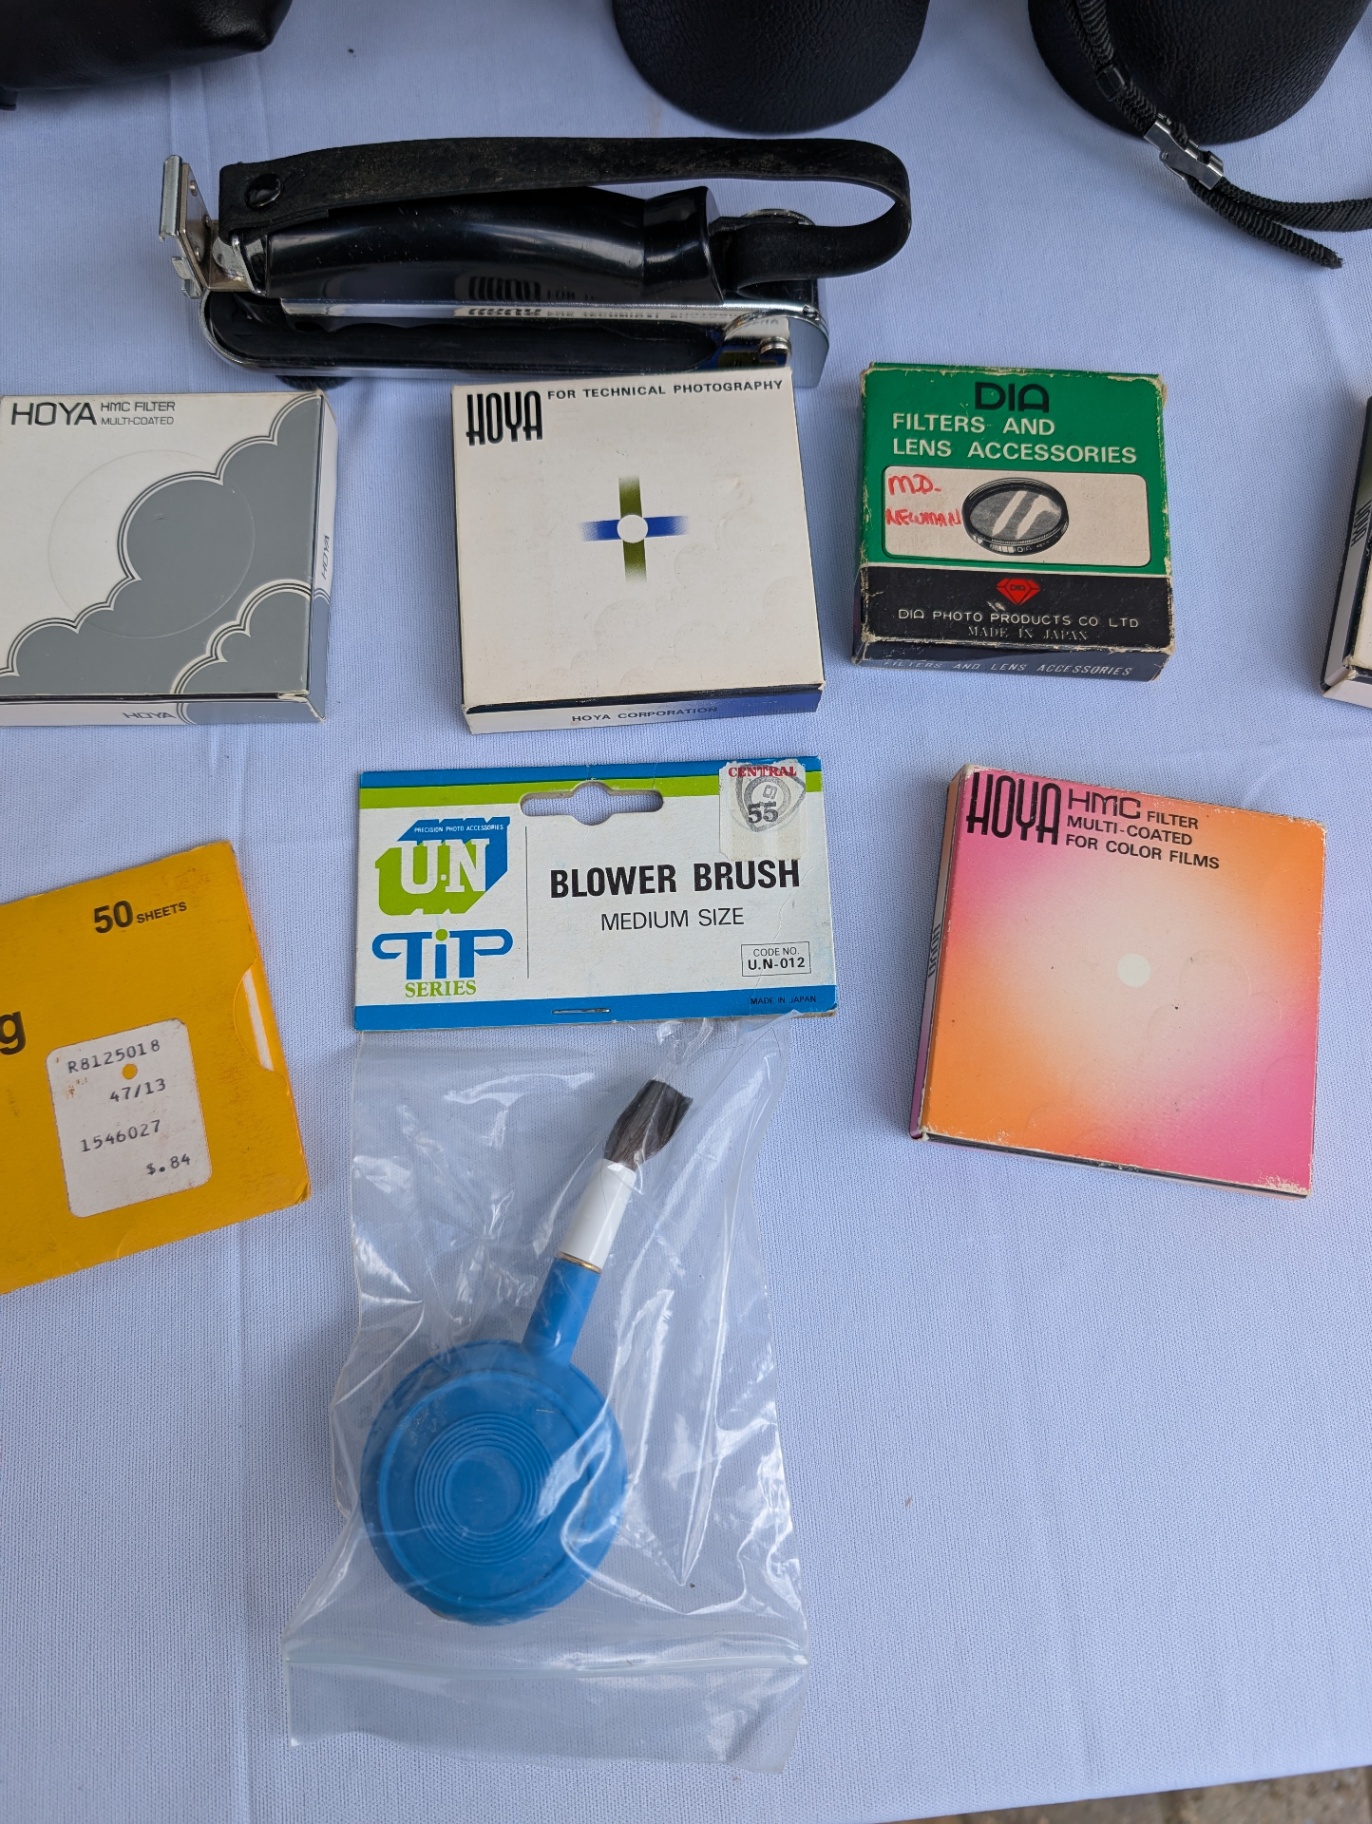 HOYA HMC FILTER
MULTI-COATED
HOYA
HOYA
HOYA FOR TECHNICAL PHOTOGRAPHY
HOYA CORPORATION
DIA
FILTERS AND
LENS ACCESSORIES
M.D.
NEWMAN
DIA
DIA PHOTO PRODUCTS CO LTD
MADE IN JAPAN
FILTERS AND LENS ACCESSORIES
50 SHEETS
g
R8125018
47/13
1546027
$.84
PRECISION PHOTO ACCESSORIES
U.N
TiP
SERIES
BLOWER BRUSH
MEDIUM SIZE
CODE NO.
U.N-012
MADE IN JAPAN
CENTRAL
55
HOYA HMC FILTER
MULTI-COATED
FOR COLOR FILMS
HOYA